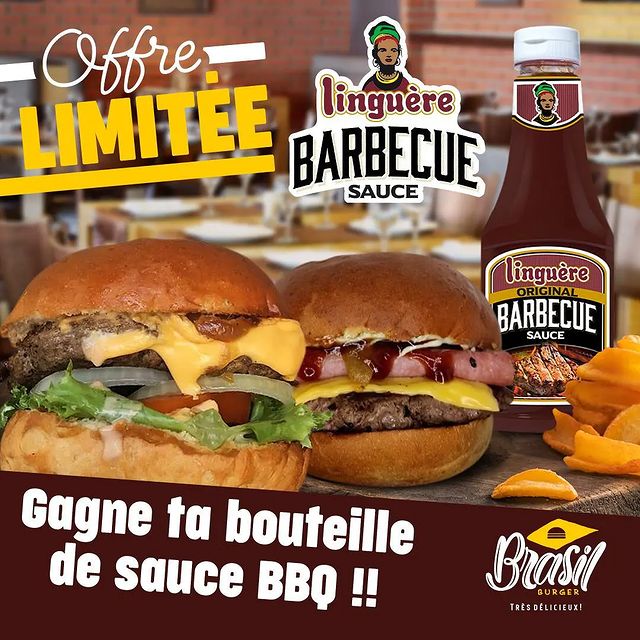 Offre
LIMITÉE
linguère
BARBECUE
SAUCE
linguère
ORIGINAL
BARBECUE
SAUCE
Gagne ta bouteille
de sauce BBQ !!
Brasil
BURGER
TRÈS DÉLICIEUX!